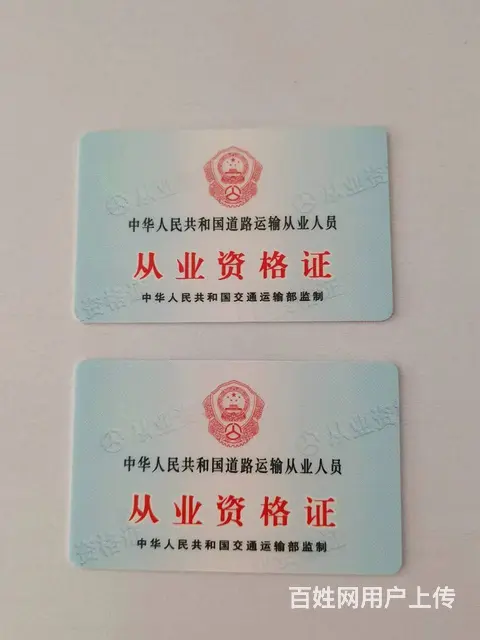 中华人民共和国道路运输从业人员
从业资格证
中华人民共和国交通运输部监制
中华人民共和国道路运输从业人员
从业资格证
中华人民共和国交通运输部监制
百姓网用户上传